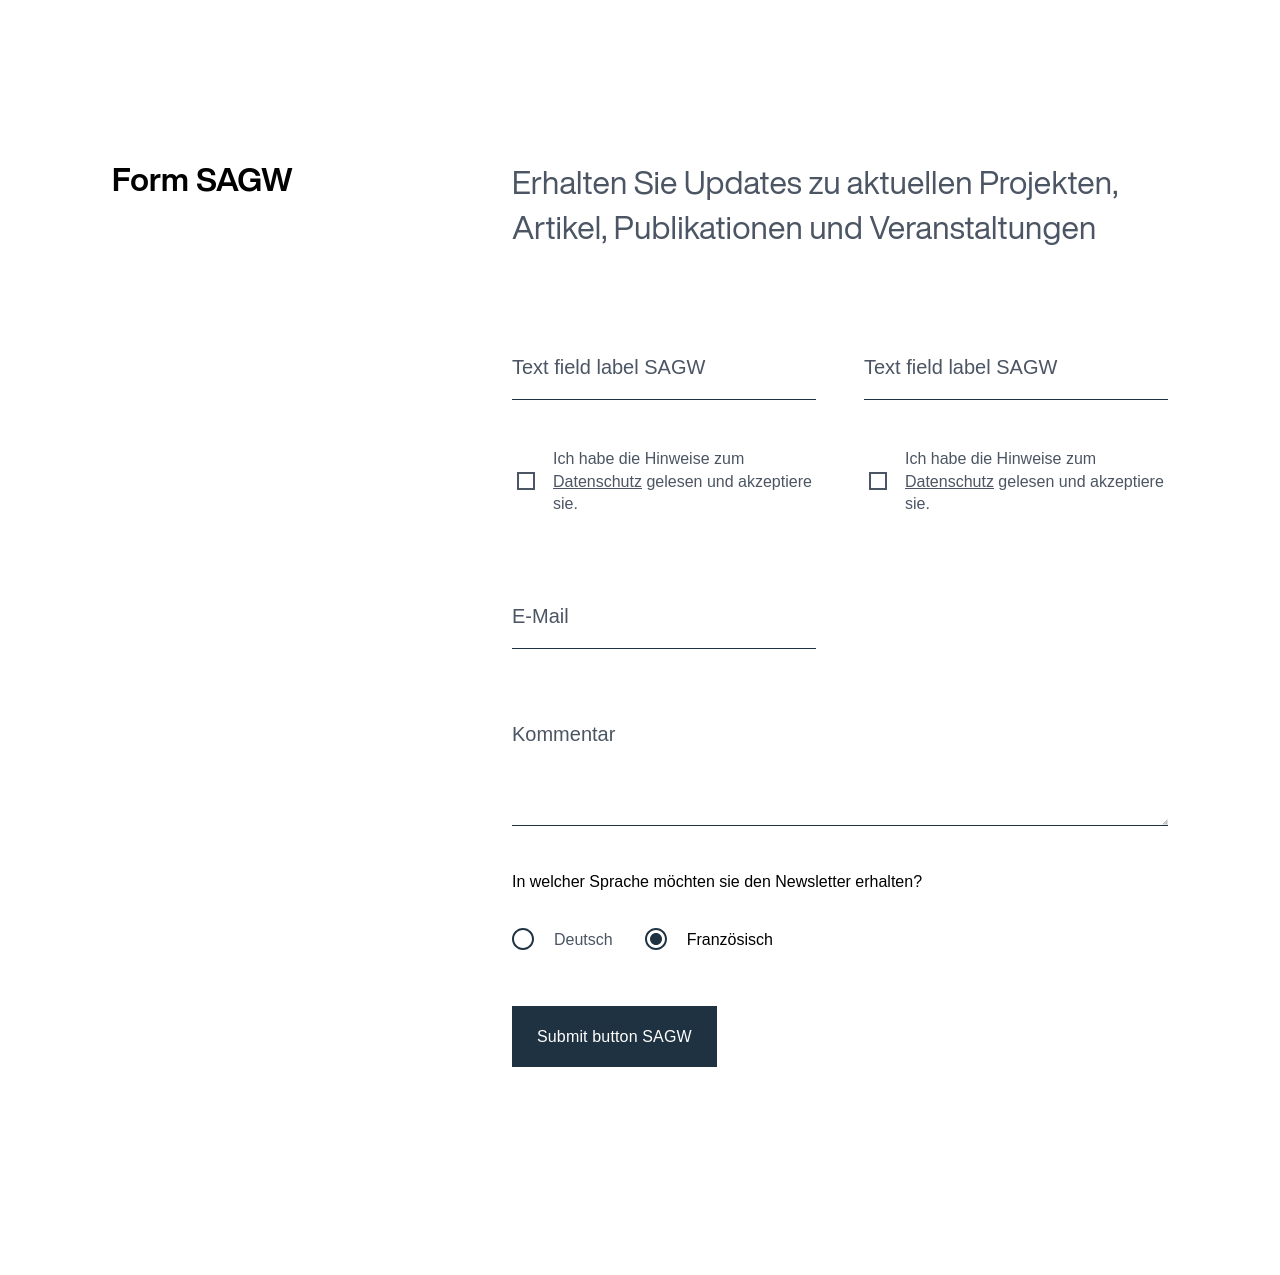 Form SAGW
Erhalten Sie Updates zu aktuellen Projekten,
Artikel, Publikationen und Veranstaltungen
Text field label SAGW
Text field label SAGW
Ich habe die Hinweise zum
Datenschutz gelesen und akzeptiere
sie.
Ich habe die Hinweise zum
Datenschutz gelesen und akzeptiere
sie.
E-Mail
Kommentar
In welcher Sprache möchten sie den Newsletter erhalten?
Deutsch
Französisch
Submit button SAGW